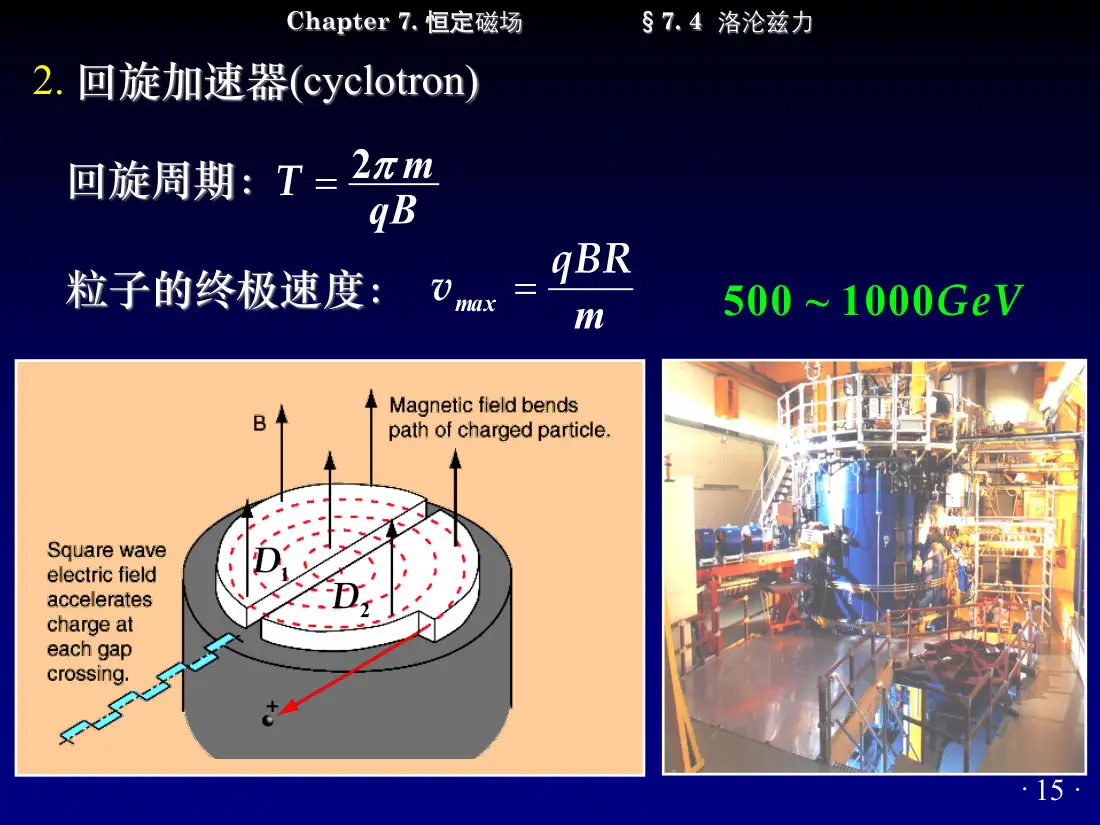 Chapter 7. 恒定磁场 § 7. 4 洛沦兹力
2. 回旋加速器(cyclotron)
回旋周期： T = 2π m / qB
粒子的终极速度： v max = qBR / m
500 ~ 1000GeV
B
Magnetic field bends
path of charged particle.
Square wave
electric field
accelerates
charge at
each gap
crossing.
D1
D2
+
· 15 ·